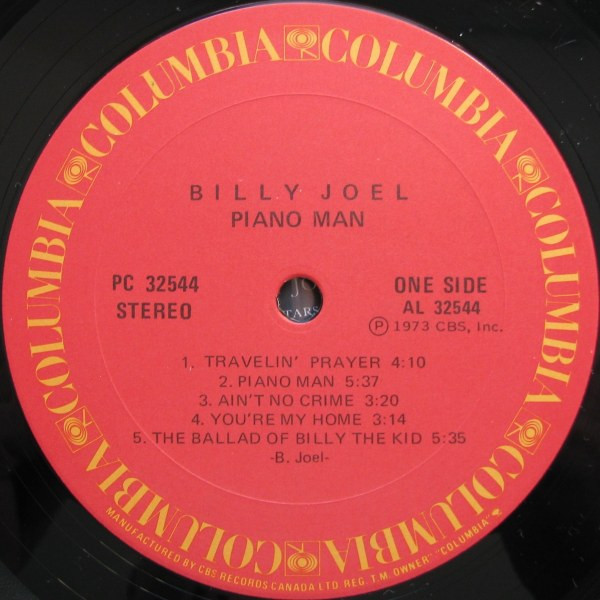 COLUMBIA COLUMBIA COLUMBIA COLUMBIA COLUMBIA COLUMBIA
BILLY JOEL
PIANO MAN
PC 32544
STEREO
ONE SIDE
AL 32544
Ⓟ 1973 CBS, Inc.
1. TRAVELIN' PRAYER 4:10
2. PIANO MAN 5:37
3. AIN'T NO CRIME 3:20
4. YOU'RE MY HOME 3:14
5. THE BALLAD OF BILLY THE KID 5:35
-B. Joel-
MANUFACTURED BY CBS RECORDS CANADA LTD REG. T.M. OWNER "COLUMBIA"